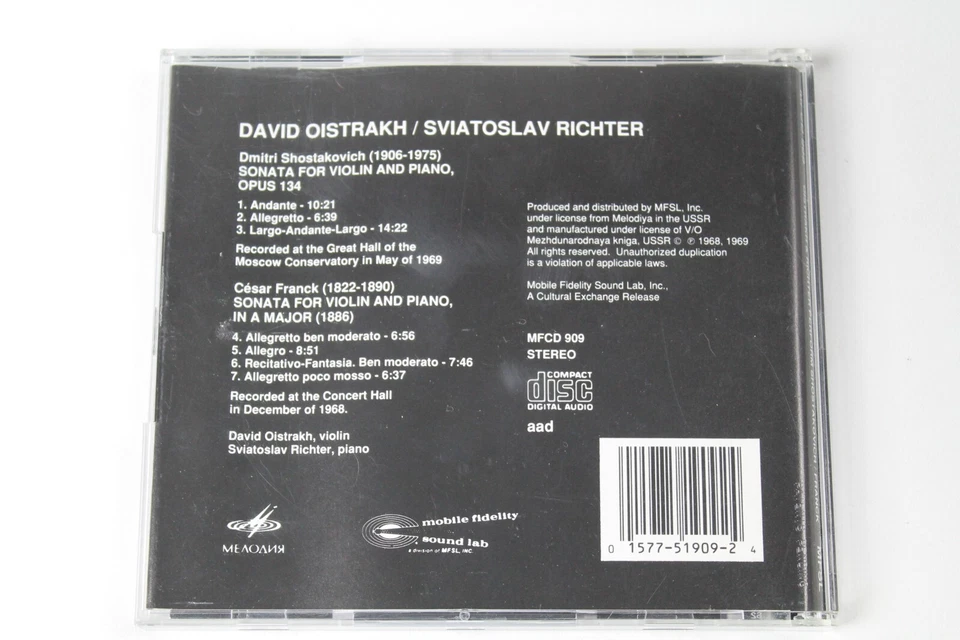 DAVID OISTRAKH / SVIATOSLAV RICHTER
Dmitri Shostakovich (1906-1975)
SONATA FOR VIOLIN AND PIANO,
OPUS 134
1. Andante - 10:21
2. Allegretto - 6:39
3. Largo-Andante-Largo - 14:22
Recorded at the Great Hall of the
Moscow Conservatory in May of 1969
César Franck (1822-1890)
SONATA FOR VIOLIN AND PIANO,
IN A MAJOR (1886)
4. Allegretto ben moderato - 6:56
5. Allegro - 8:51
6. Recitativo-Fantasia. Ben moderato - 7:46
7. Allegretto poco mosso - 6:37
Recorded at the Concert Hall
in December of 1968.
David Oistrakh, violin
Sviatoslav Richter, piano
Produced and distributed by MFSL, Inc.
under license from Melodiya in the USSR
and manufactured under license of V/O
Mezhdunarodnaya kniga, USSR © ℗ 1968, 1969
All rights reserved. Unauthorized duplication
is a violation of applicable laws.
Mobile Fidelity Sound Lab, Inc.,
A Cultural Exchange Release
MFCD 909
STEREO
COMPACT
disc
DIGITAL AUDIO
aad
МЕЛОДИЯ
mobile fidelity
sound lab
a division of MFSL, INC.
0 1577-51909-2 4